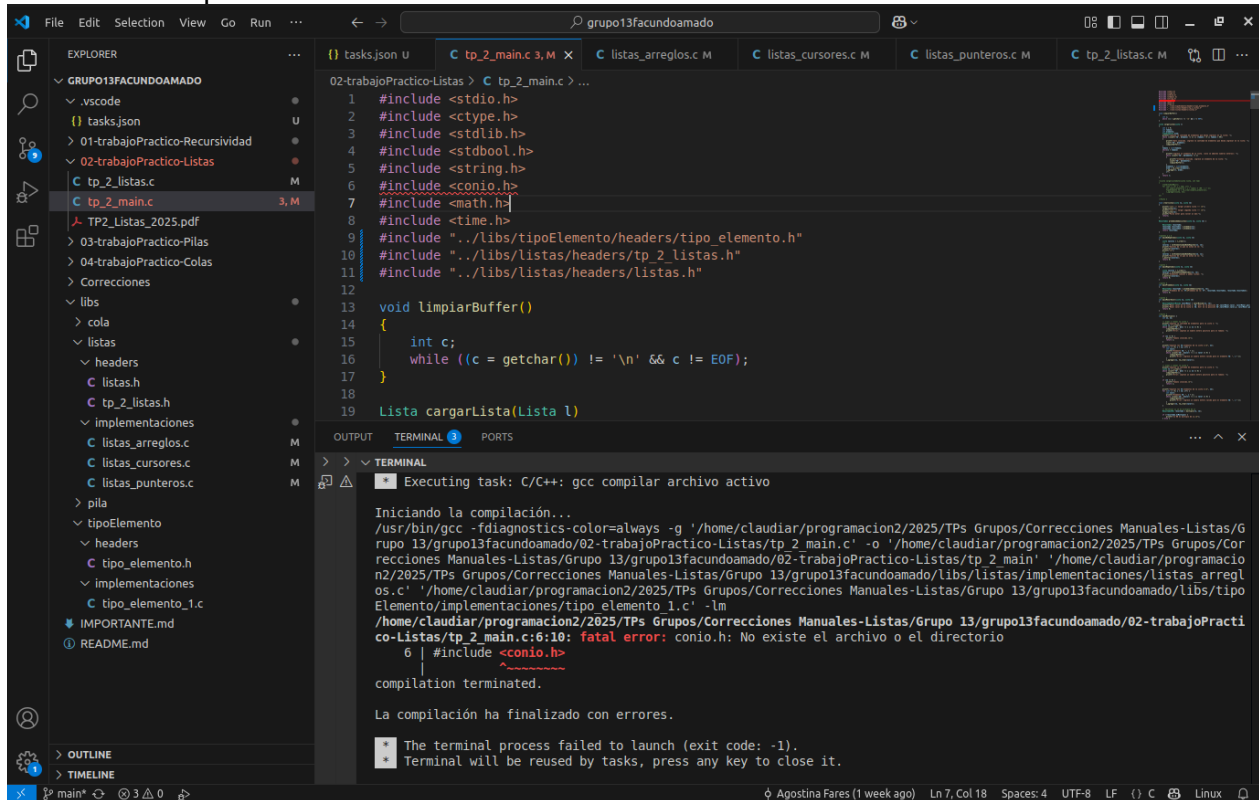 File Edit Selection View Go Run ··· grupo13facundoamado
EXPLORER ···
GRUPO13FACUNDOAMADO
.vscode
{} tasks.json U
01-trabajoPractico-Recursividad
02-trabajoPractico-Listas
C tp_2_listas.c M
C tp_2_main.c 3, M
TP2_Listas_2025.pdf
03-trabajoPractico-Pilas
04-trabajoPractico-Colas
Correcciones
libs
cola
listas
headers
C listas.h
C tp_2_listas.h
implementaciones
C listas_arreglos.c M
C listas_cursores.c M
C listas_punteros.c M
pila
tipoElemento
headers
C tipo_elemento.h
implementaciones
C tipo_elemento_1.c
IMPORTANTE.md
README.md
OUTLINE
TIMELINE
9
1
{} tasks.json U C tp_2_main.c 3, M C listas_arreglos.c M C listas_cursores.c M C listas_punteros.c M C tp_2_listas.c M
02-trabajoPractico-Listas > C tp_2_main.c > ...
1 #include <stdio.h>
2 #include <ctype.h>
3 #include <stdlib.h>
4 #include <stdbool.h>
5 #include <string.h>
6 #include <conio.h>
7 #include <math.h>
8 #include <time.h>
9 #include "../libs/tipoElemento/headers/tipo_elemento.h"
10 #include "../libs/listas/headers/tp_2_listas.h"
11 #include "../libs/listas/headers/listas.h"
12
13 void limpiarBuffer()
14 {
15 int c;
16 while ((c = getchar()) != '\n' && c != EOF);
17 }
18
19 Lista cargarLista(Lista l)
OUTPUT TERMINAL 3 PORTS
TERMINAL
* Executing task: C/C++: gcc compilar archivo activo
Iniciando la compilación...
/usr/bin/gcc -fdiagnostics-color=always -g '/home/claudiar/programacion2/2025/TPs Grupos/Correcciones Manuales-Listas/G
rupo 13/grupo13facundoamado/02-trabajoPractico-Listas/tp_2_main.c' -o '/home/claudiar/programacion2/2025/TPs Grupos/Cor
recciones Manuales-Listas/Grupo 13/grupo13facundoamado/02-trabajoPractico-Listas/tp_2_main' '/home/claudiar/programacio
n2/2025/TPs Grupos/Correcciones Manuales-Listas/Grupo 13/grupo13facundoamado/libs/listas/implementaciones/listas_arregl
os.c' '/home/claudiar/programacion2/2025/TPs Grupos/Correcciones Manuales-Listas/Grupo 13/grupo13facundoamado/libs/tipo
Elemento/implementaciones/tipo_elemento_1.c' -lm
/home/claudiar/programacion2/2025/TPs Grupos/Correcciones Manuales-Listas/Grupo 13/grupo13facundoamado/02-trabajoPracti
co-Listas/tp_2_main.c:6:10: fatal error: conio.h: No existe el archivo o el directorio
6 | #include <conio.h>
| ^~~~~~~~~
compilation terminated.
La compilación ha finalizado con errores.
* The terminal process failed to launch (exit code: -1).
* Terminal will be reused by tasks, press any key to close it.
main* 3 0 Agostina Fares (1 week ago) Ln 7, Col 18 Spaces: 4 UTF-8 LF {} C Linux